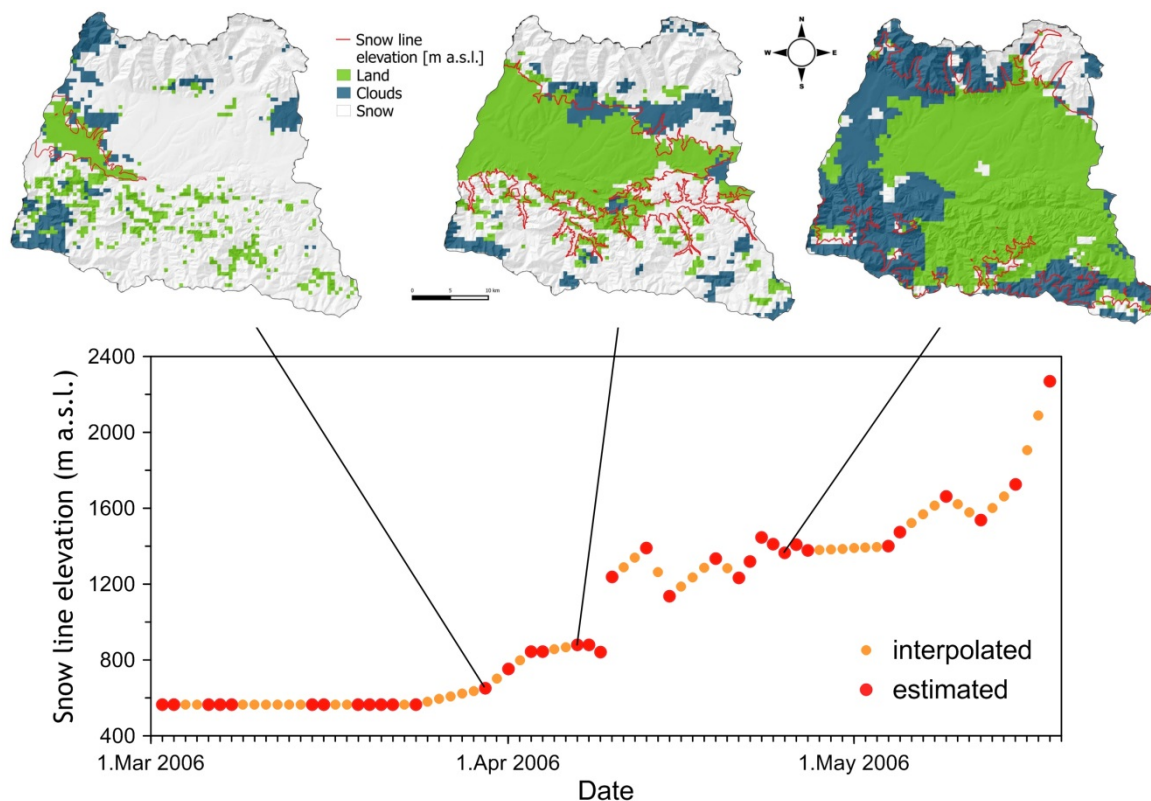 Snow line
elevation [m a.s.l.]
Land
Clouds
Snow
N
W
E
S
0 5 10 km
Snow line elevation (m a.s.l.)
2400
2000
1600
1200
800
400
interpolated
estimated
1.Mar 2006
1.Apr 2006
1.May 2006
Date